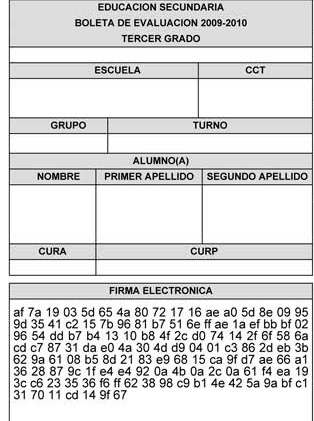 EDUCACION SECUNDARIA
BOLETA DE EVALUACION 2009-2010
TERCER GRADO
ESCUELA CCT
GRUPO TURNO
ALUMNO(A)
NOMBRE PRIMER APELLIDO SEGUNDO APELLIDO
CURA CURP
FIRMA ELECTRONICA
af 7a 19 03 5d 65 4a 80 72 17 16 ae a0 5d 8e 09 95
9d 35 41 c2 15 7b 96 81 b7 51 6e ff ae 1a ef bb bf 02
96 54 dd b7 b4 13 10 b8 4f 2c d0 74 14 2f 6f 58 6a
cd c7 87 31 da e0 4a 30 4d d9 04 01 c3 86 2d eb 3b
62 9a 61 08 b5 8d 21 83 e9 68 15 ca 9f d7 ae 66 a1
36 28 87 9c 1f e4 e4 92 0a 4b 0a 2c 0a 61 f4 ea 19
3c c6 23 35 36 f6 ff 62 38 98 c9 b1 4e 42 5a 9a bf c1
31 70 11 cd 14 9f 67